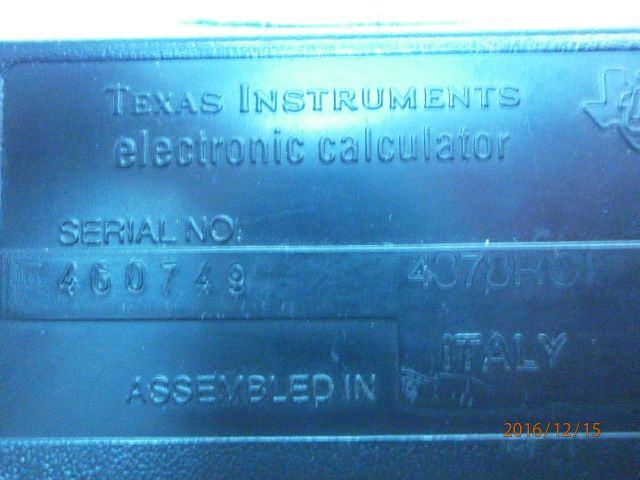 TEXAS INSTRUMENTS
electronic calculator
SERIAL NO.
460749
ASSEMBLED IN
ITALY
2016/12/15